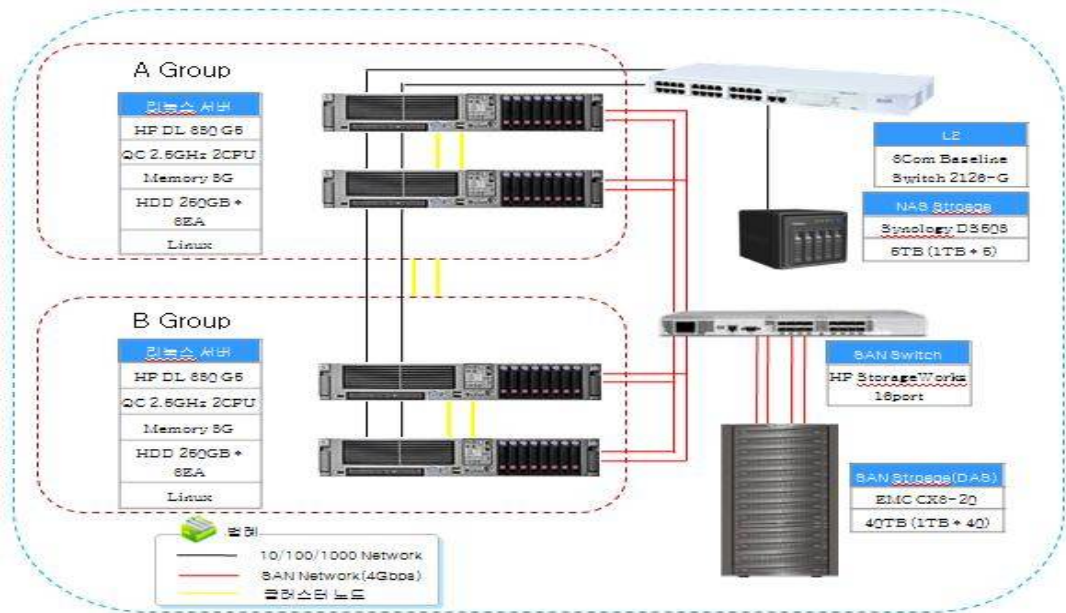 A Group
리눅스 서버
HP DL 380 G5
QC 2.5GHz 2CPU
Memory 8G
HDD 250GB *
6EA
Linux
L2
3Com Baseline
Switch 2126-G
NAS Stroage
Synology DS508
5TB (1TB * 5)
B Group
리눅스 서버
HP DL 380 G5
QC 2.5GHz 2CPU
Memory 8G
HDD 250GB *
6EA
Linux
SAN Switch
HP StorageWorks
16port
SAN Stroage(DAS)
EMC CX3-20
40TB (1TB * 40)
범례
10/100/1000 Network
SAN Network(4Gbps)
클러스터 노드